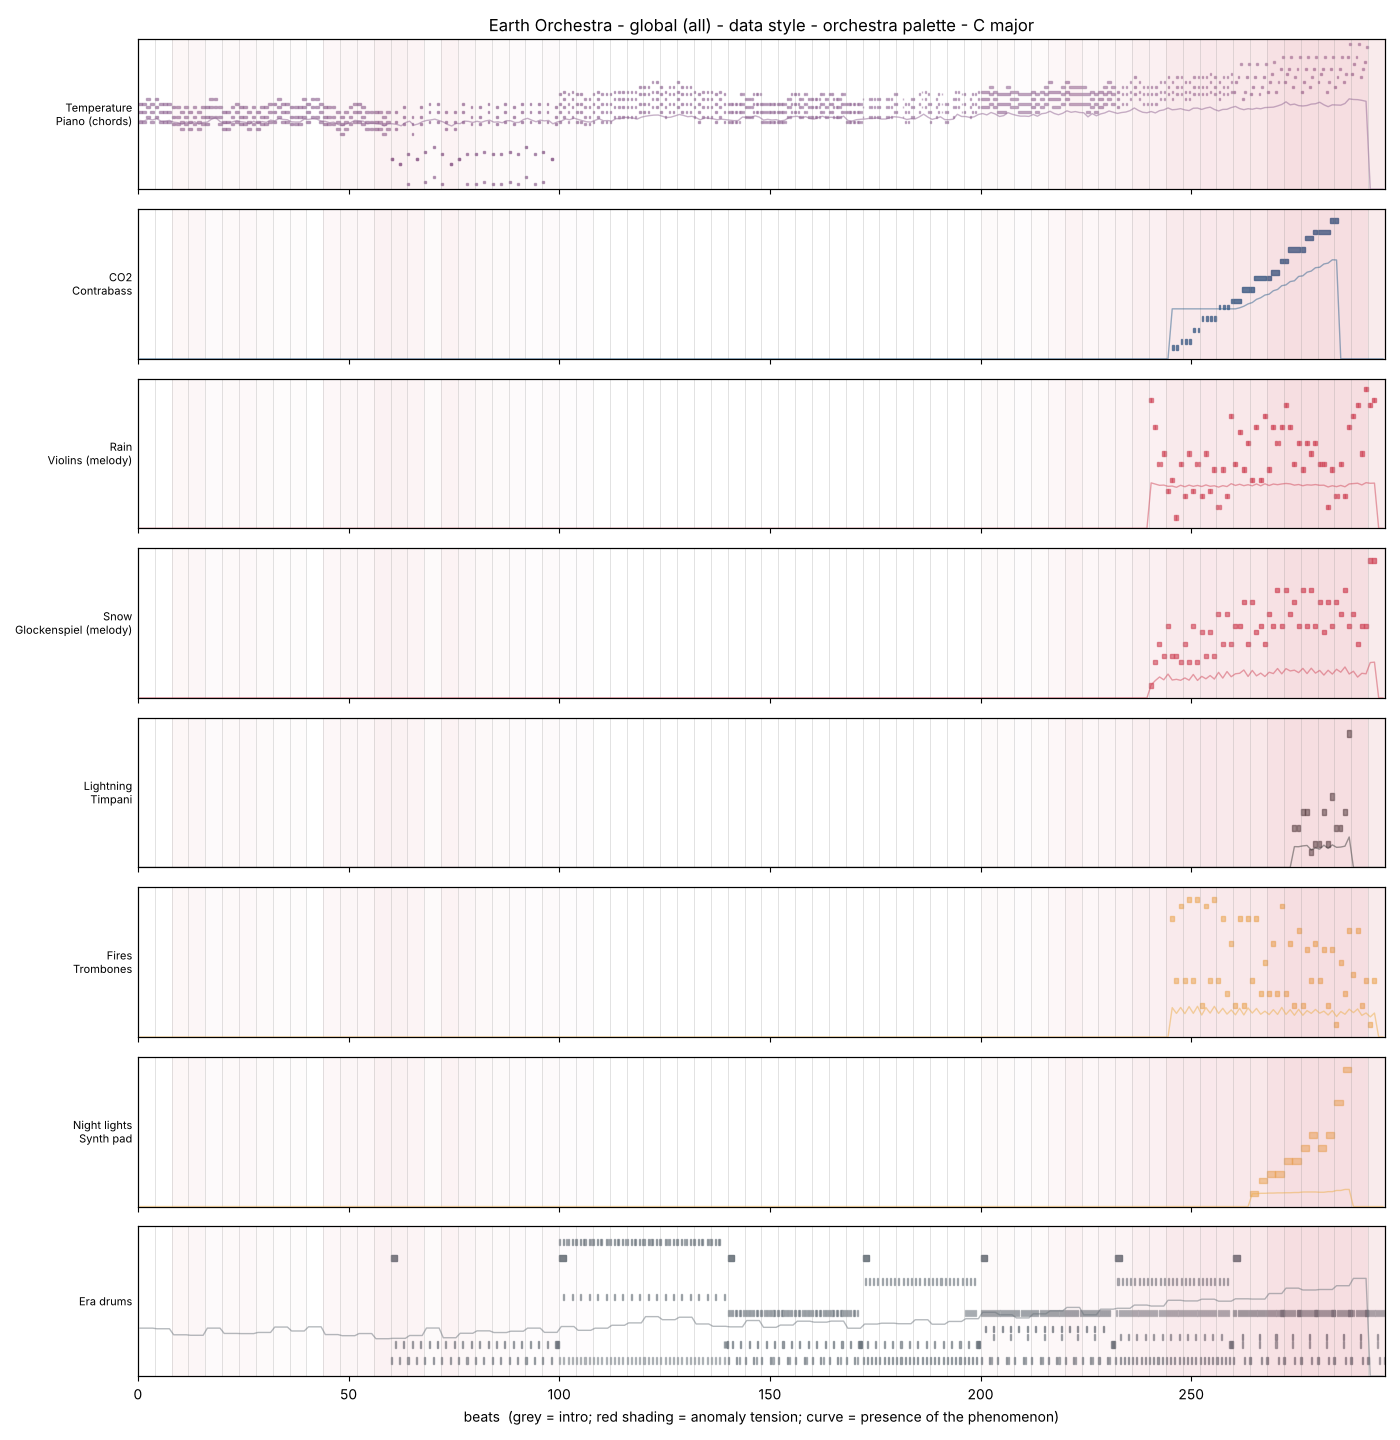 Earth Orchestra - global (all) - data style - orchestra palette - C major
Temperature
Piano (chords)
CO2
Contrabass
Rain
Violins (melody)
Snow
Glockenspiel (melody)
Lightning
Timpani
Fires
Trombones
Night lights
Synth pad
Era drums
0 50 100 150 200 250
beats  (grey = intro; red shading = anomaly tension; curve = presence of the phenomenon)